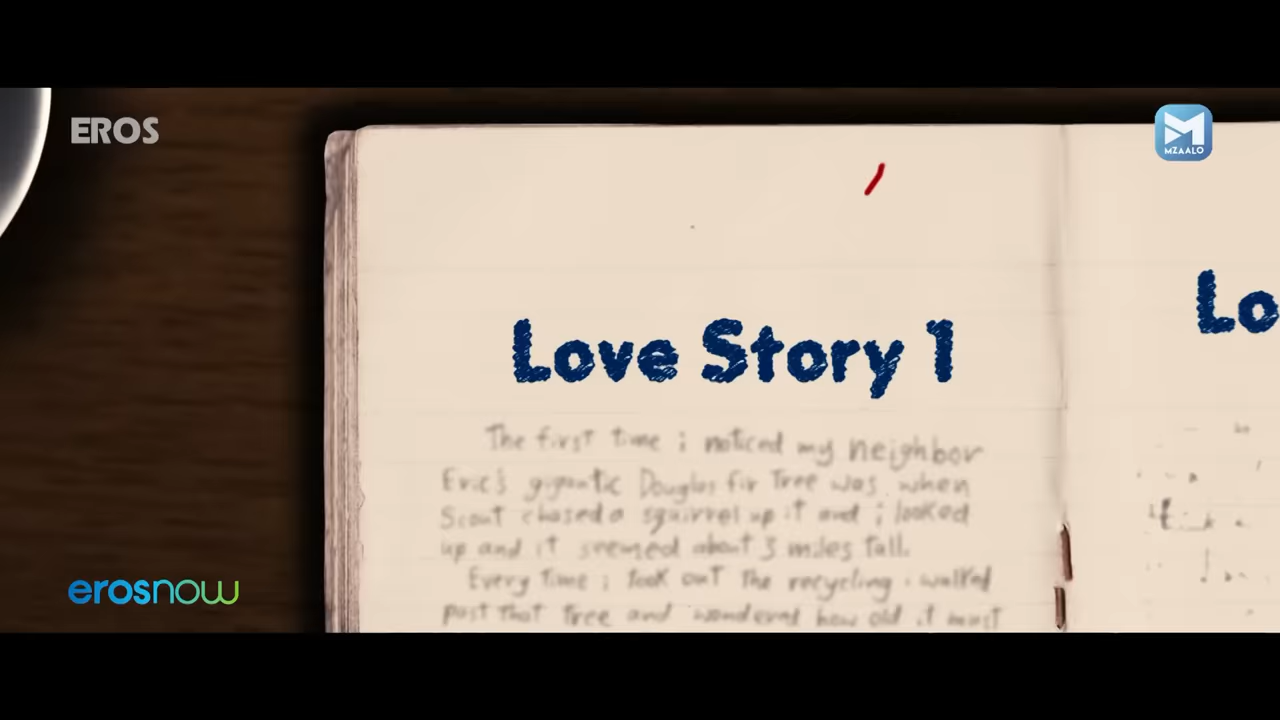 EROS
MZAALO
Love Story 1
Lo
The first time i noticed my neighbor
Eric's gigantic Douglas fir Tree was when
Scout chased a squirrel up it and i looked
up and it seemed about 3 miles tall.
Every Time i took out The recycling i walked
past that Tree and wondered how old it must
erosnow